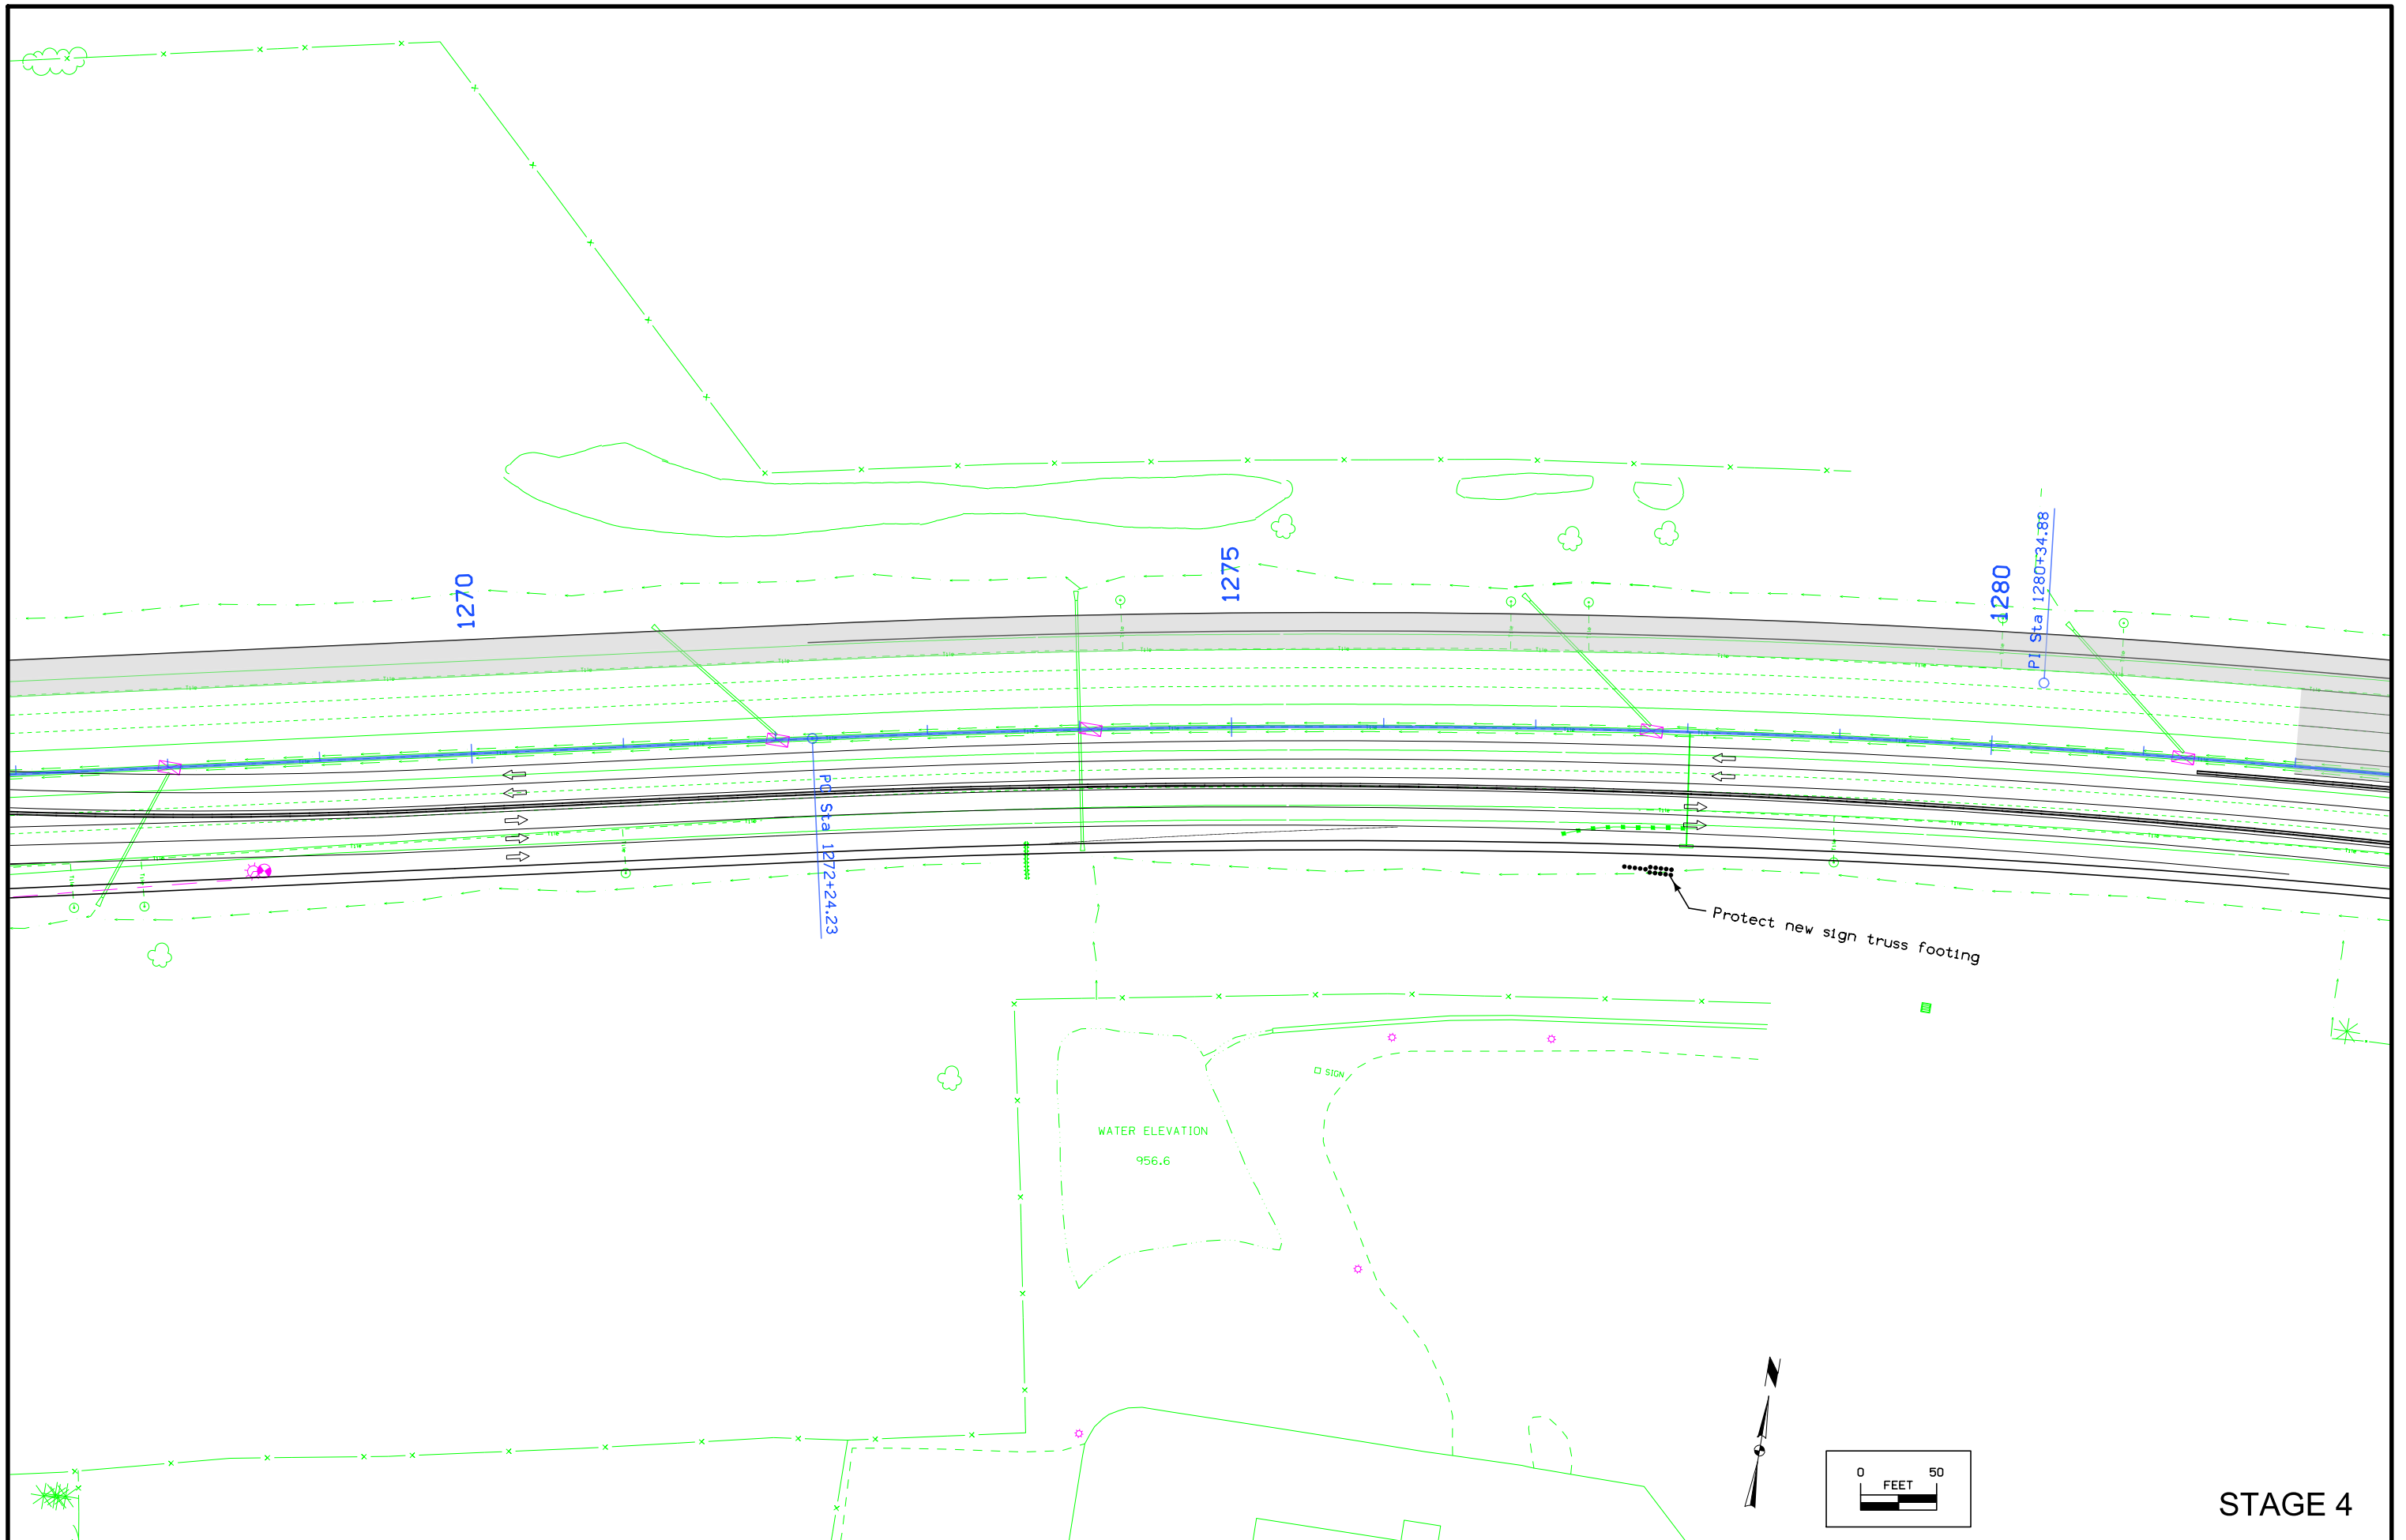 1270
1275
1280
PI Sta 1280+34.88
PC Sta 1272+24.23
Protect new sign truss footing
SIGN
WATER ELEVATION
956.6
N
0 50
FEET
STAGE 4